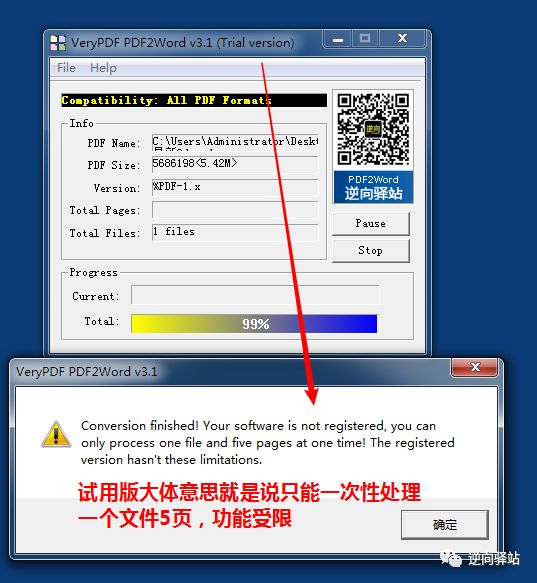 VeryPDF PDF2Word v3.1 (Trial version)
File Help
Compatibility: All PDF Formats
Info
PDF Name: C:\Users\Administrator\Deskt
PDF Size: 5686198<5.42M>
Version: %PDF-1.x
Total Pages:
Total Files: 1 files
逆向
PDF2Word
逆向驿站
Pause
Stop
Progress
Current:
Total: 99%
VeryPDF PDF2Word v3.1
Conversion finished! Your software is not registered, you can
only process one file and five pages at one time! The registered
version hasn't these limitations.
试用版大体意思就是说只能一次性处理
一个文件5页，功能受限
确定
逆向驿站